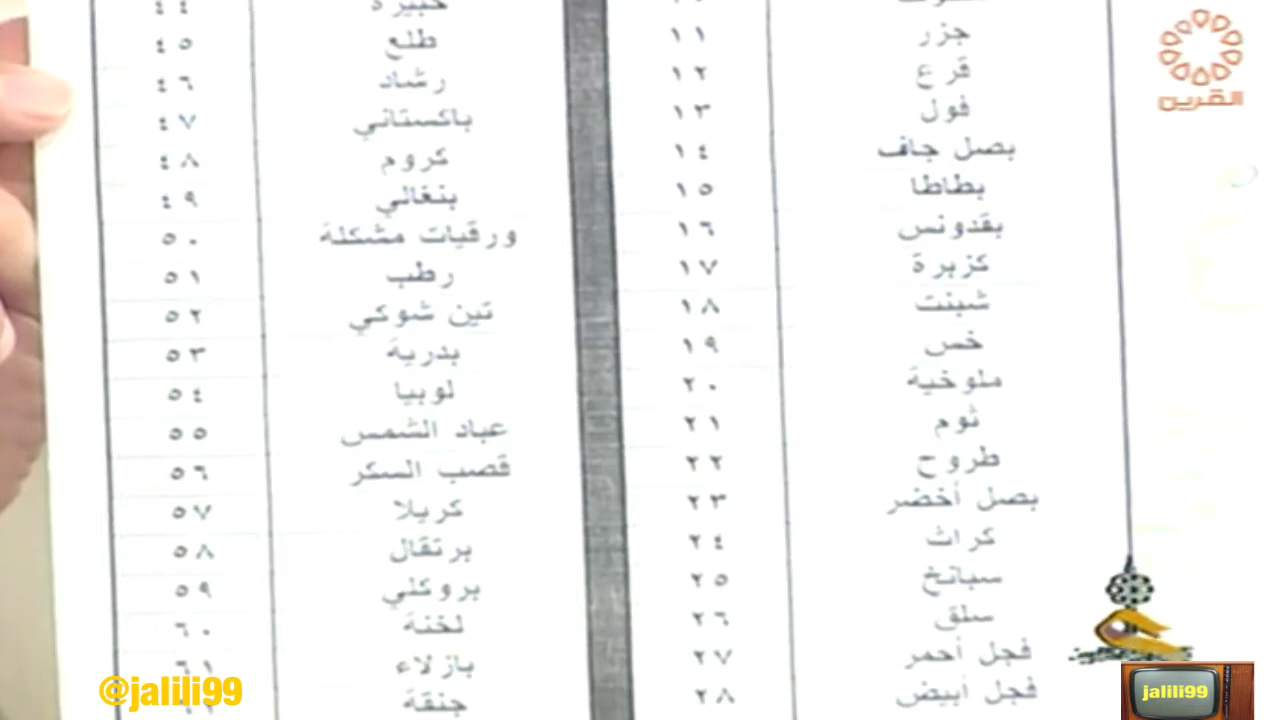 القرين
١١ جزر
١٢ قرع
١٣ فول
١٤ بصل جاف
١٥ بطاطا
١٦ بقدونس
١٧ كزبرة
١٨ شبنت
١٩ خس
٢٠ ملوخية
٢١ ثوم
٢٢ طروح
٢٣ بصل أخضر
٢٤ كراث
٢٥ سبانخ
٢٦ سلق
٢٧ فجل أحمر
٢٨ فجل أبيض
٤٤ خبيزة
٤٥ طلع
٤٦ رشاد
٤٧ باكستاني
٤٨ كروم
٤٩ بنغالي
٥٠ ورقيات مشكلة
٥١ رطب
٥٢ تين شوكي
٥٣ بدرية
٥٤ لوبيا
٥٥ عباد الشمس
٥٦ قصب السكر
٥٧ كريلا
٥٨ برتقال
٥٩ بروكلي
٦٠ لخنة
٦١ بازلاء
جنقة
@jalili99
jalili99